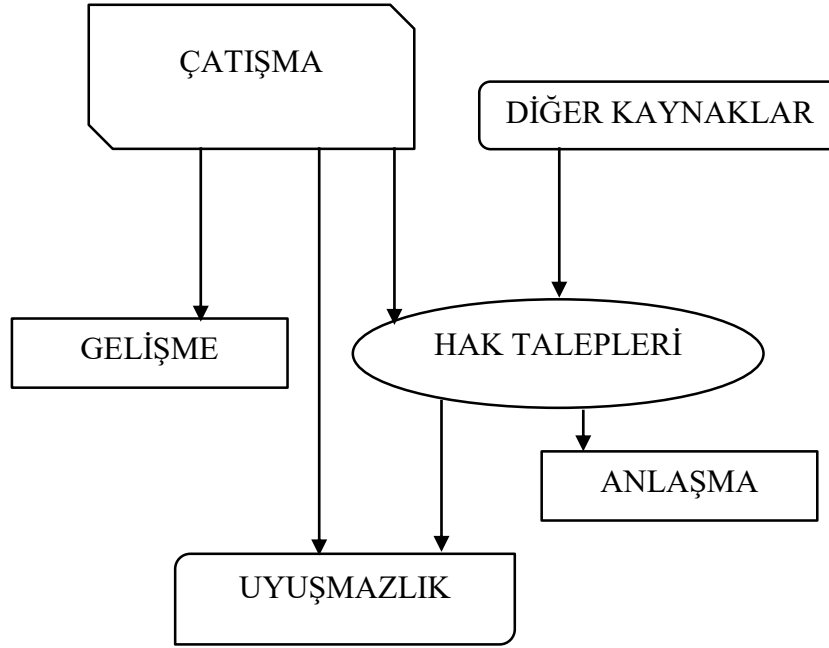 ÇATIŞMA
DİĞER KAYNAKLAR
GELİŞME
HAK TALEPLERİ
ANLAŞMA
UYUŞMAZLIK